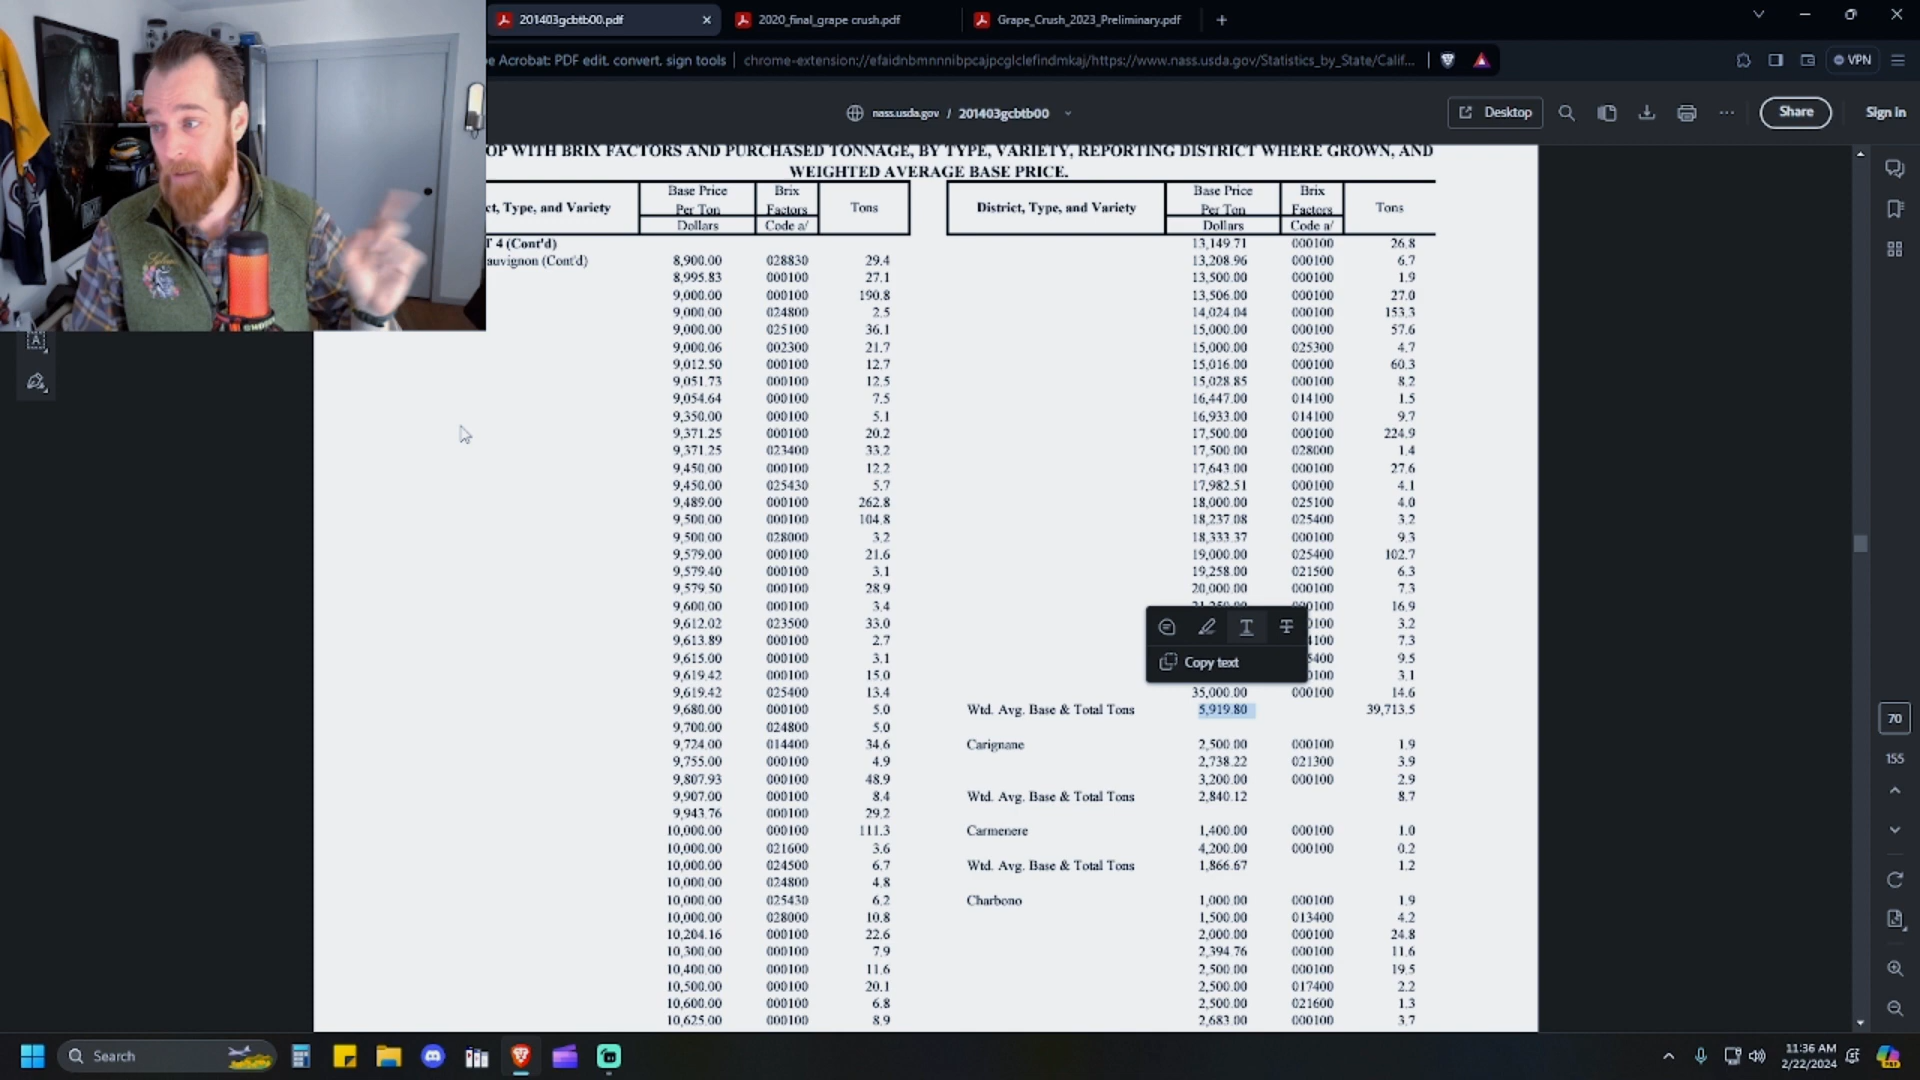 201403gcbtb00.pdf
2020_final_grape crush.pdf
Grape_Crush_2023_Preliminary.pdf
e Acrobat: PDF edit, convert, sign tools
chrome-extension://efaidnbmnnnibpcajpcglclefindmkaj/https://www.nass.usda.gov/Statistics_by_State/Calif...
VPN
nass.usda.gov / 201403gcbtb00
Desktop
Share
Sign in
OP WITH BRIX FACTORS AND PURCHASED TONNAGE, BY TYPE, VARIETY, REPORTING DISTRICT WHERE GROWN, AND
WEIGHTED AVERAGE BASE PRICE.
ct, Type, and Variety
Base Price Per Ton
Dollars
Brix Factors
Code a/
Tons
T 4 (Cont'd)
auvignon (Cont'd)
8,900.00 028830 29.4
8,995.83 000100 27.1
9,000.00 000100 190.8
9,000.00 024800 2.5
9,000.00 025100 36.1
9,000.06 002300 21.7
9,012.50 000100 12.7
9,051.73 000100 12.5
9,054.64 000100 7.5
9,350.00 000100 5.1
9,371.25 000100 20.2
9,371.25 023400 33.2
9,450.00 000100 12.2
9,450.00 025430 5.7
9,489.00 000100 262.8
9,500.00 000100 104.8
9,500.00 028000 3.2
9,579.00 000100 21.6
9,579.40 000100 3.1
9,579.50 000100 28.9
9,600.00 000100 3.4
9,612.02 023500 33.0
9,613.89 000100 2.7
9,615.00 000100 3.1
9,619.42 000100 15.0
9,619.42 025400 13.4
9,680.00 000100 5.0
9,700.00 024800 5.0
9,724.00 014400 34.6
9,755.00 000100 4.9
9,807.93 000100 48.9
9,907.00 000100 8.4
9,943.76 000100 29.2
10,000.00 000100 111.3
10,000.00 021600 3.6
10,000.00 024500 6.7
10,000.00 024800 4.8
10,000.00 025430 6.2
10,000.00 028000 10.8
10,204.16 000100 22.6
10,300.00 000100 7.9
10,400.00 000100 11.6
10,500.00 000100 20.1
10,600.00 000100 6.8
10,625.00 000100 8.9
District, Type, and Variety
Base Price Per Ton
Dollars
Brix Factors
Code a/
Tons
13,149.71 000100 26.8
13,208.96 000100 6.7
13,500.00 000100 1.9
13,506.00 000100 27.0
14,024.04 000100 153.3
15,000.00 000100 57.6
15,000.00 025300 4.7
15,016.00 000100 60.3
15,028.85 000100 8.2
16,447.00 014100 1.5
16,933.00 014100 9.7
17,500.00 000100 224.9
17,500.00 028000 1.4
17,643.00 000100 27.6
17,982.51 000100 4.1
18,000.00 025100 4.0
18,237.08 025400 3.2
18,333.37 000100 9.3
19,000.00 025400 102.7
19,258.00 021500 6.3
20,000.00 000100 7.3
0100 16.9
0100 3.2
4100 7.3
5400 9.5
0100 3.1
Copy text
35,000.00 000100 14.6
Wtd. Avg. Base & Total Tons 5,919.80 39,713.5
Carignane 2,500.00 000100 1.9
2,738.22 021300 3.9
3,200.00 000100 2.9
Wtd. Avg. Base & Total Tons 2,840.12 8.7
Carmenere 1,400.00 000100 1.0
4,200.00 000100 0.2
Wtd. Avg. Base & Total Tons 1,866.67 1.2
Charbono 1,000.00 000100 1.9
1,500.00 013400 4.2
2,000.00 000100 24.8
2,394.76 000100 11.6
2,500.00 000100 19.5
2,500.00 017400 2.2
2,500.00 021600 1.3
2,683.00 000100 3.7
70
155
Search
11:36 AM
2/22/2024